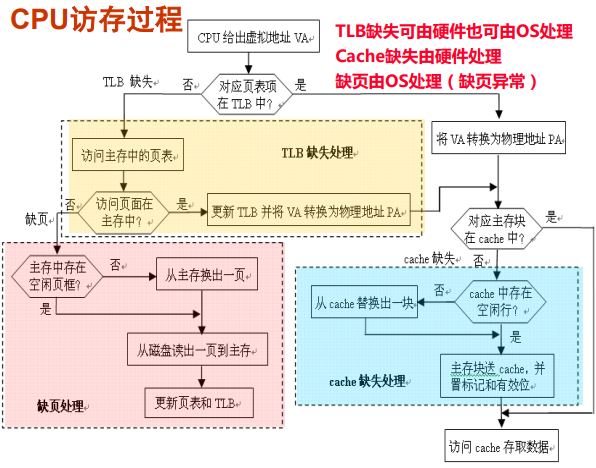 CPU访存过程
TLB缺失可由硬件也可由OS处理
Cache缺失由硬件处理
缺页由OS处理（缺页异常）
CPU 给出虚拟地址 VA
TLB 缺失
否
对应页表项
在 TLB 中？
是
访问主存中的页表
TLB 缺失处理
将 VA 转换为物理地址 PA
缺页
否
访问页面在
主存中？
是
更新 TLB 并将 VA 转换为物理地址 PA
对应主存块
在 cache 中？
是
cache 缺失
否
主存中存在
空闲页框？
否
从主存换出一页
是
从磁盘读出一页到主存
更新页表和 TLB
缺页处理
从 cache 替换出一块
否
cache 中存在
空闲行？
是
主存块送 cache，并
置标记和有效位
cache 缺失处理
访问 cache 存取数据